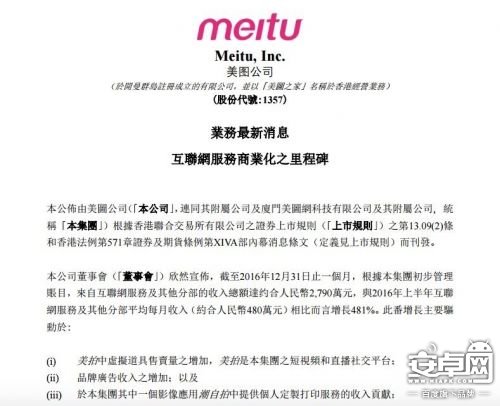 meitu
Meitu, Inc.
美图公司
(於開曼群島註冊成立的有限公司，並以「美圖之家」名稱於香港經營業務)
(股份代號:1357)
業務最新消息
互聯網服務商業化之里程碑
本公佈由美圖公司(「本公司」,連同其附屬公司及廈門美圖網科技有限公司及其附屬公司，統
稱「本集團」)根據香港聯合交易所有限公司之證券上市規則(「上市規則」)之第13.09(2)條
和香港法例第571章證券及期貨條例第XIVA部內幕消息條文（定義見上市規則）而刊發。
本公司董事會(「董事會」)欣然宣佈，截至2016年12月31日止一個月，根據本集團初步管理
賬目，來自互聯網服務及其他分部的收入總額達約合人民幣2,790萬元，與2016年上半年互聯
網服務及其他分部平均每月收入（約合人民幣480萬元）相比而言增長481%。此番增長主要驅
動於：
(i) 美拍中虛擬道具售賣量之增加，美拍是本集團之短視頻和直播社交平台；
(ii) 品牌廣告收入之增加；以及
(iii) 於本集團其中一個影像應用潮自拍中提供個人定製打印服務的收入貢獻；
安卓网
百度旗下品牌